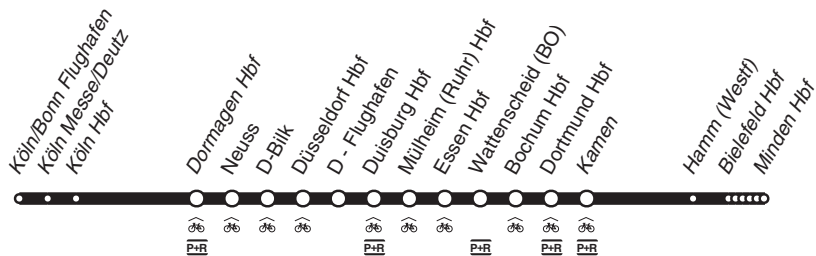 Köln/Bonn Flughafen
Köln Messe/Deutz
Köln Hbf
Dormagen Hbf
Neuss
D-Bilk
Düsseldorf Hbf
D - Flughafen
Duisburg Hbf
Mülheim (Ruhr) Hbf
Essen Hbf
Wattenscheid (BO)
Bochum Hbf
Dortmund Hbf
Kamen
Hamm (Westf)
Bielefeld Hbf
Minden Hbf
P+R
P+R
P+R
P+R
P+R